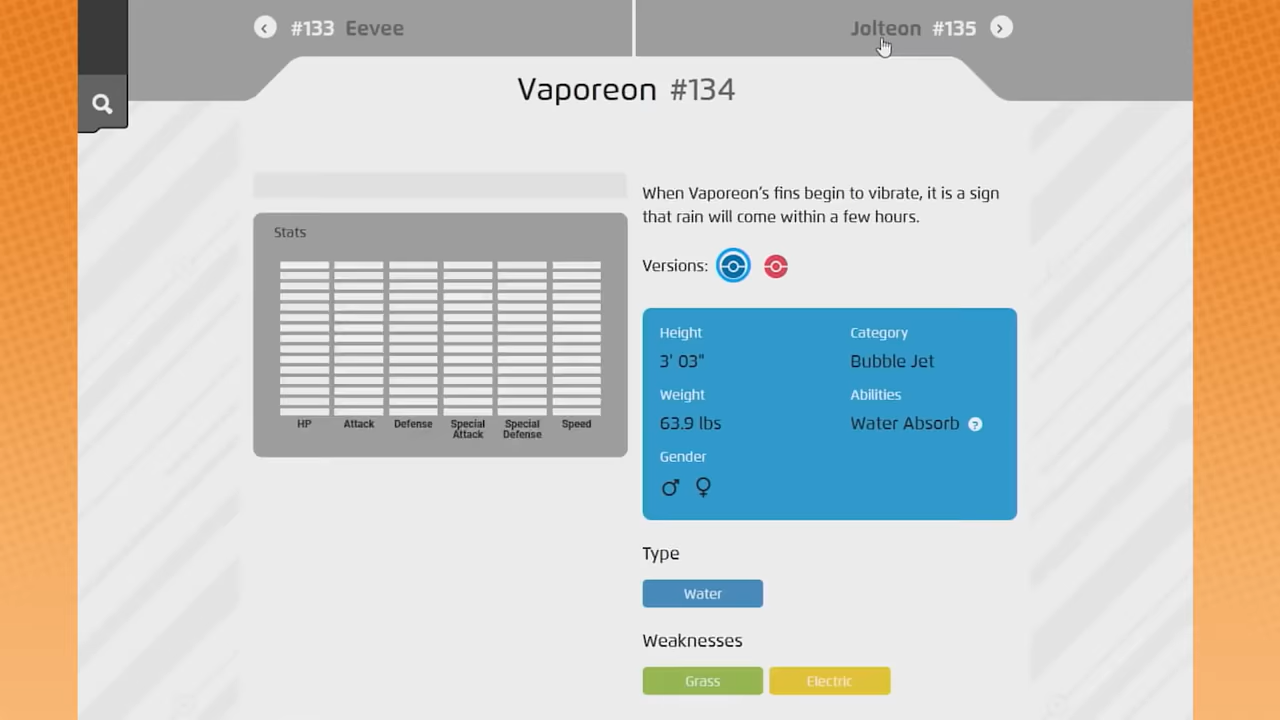 #133 Eevee
Jolteon #135
Vaporeon #134
When Vaporeon's fins begin to vibrate, it is a sign
that rain will come within a few hours.
Versions:
Stats
HP Attack Defense Special Attack Special Defense Speed
Height
3' 03"
Category
Bubble Jet
Weight
63.9 lbs
Abilities
Water Absorb ?
Gender
Type
Water
Weaknesses
Grass Electric